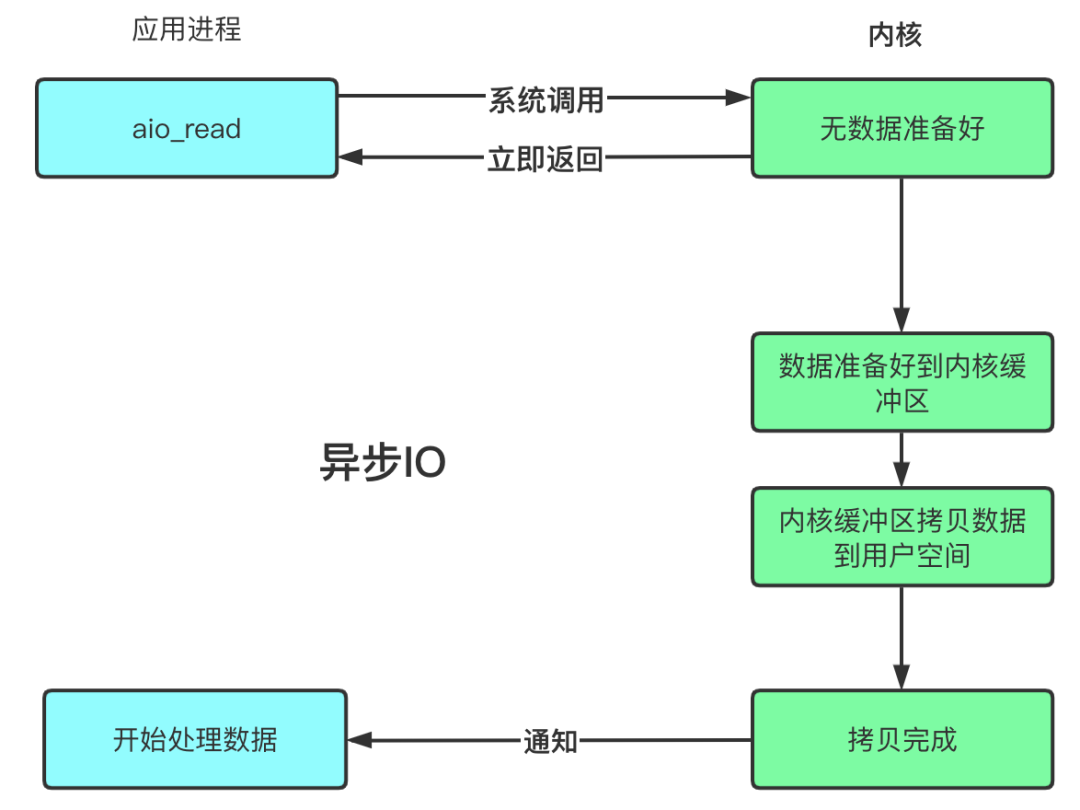 应用进程
内核
aio_read
系统调用
无数据准备好
立即返回
数据准备好到内核缓
冲区
异步IO
内核缓冲区拷贝数据
到用户空间
开始处理数据
通知
拷贝完成